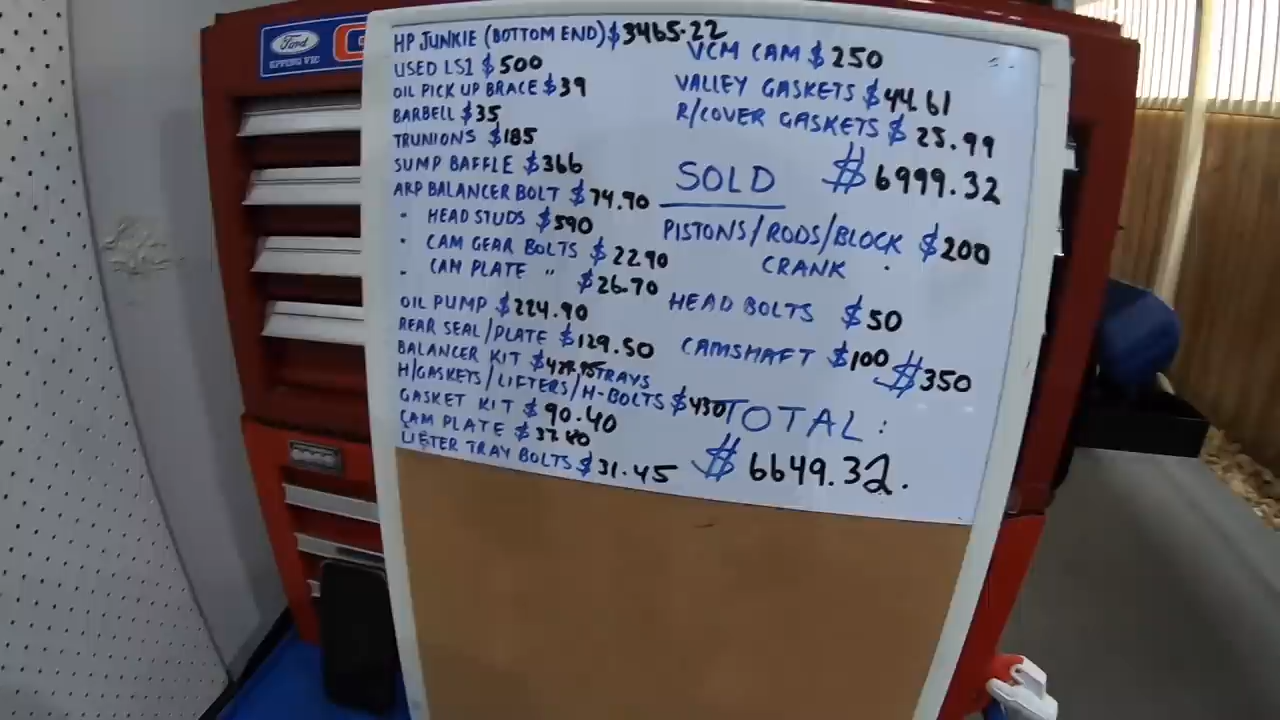 Ford
EPPING VIC
HP JUNKIE (BOTTOM END) $3465.22
USED LS1 $500
OIL PICK UP BRACE $39
BARBELL $35
TRUNIONS $185
SUMP BAFFLE $366
ARP BALANCER BOLT $74.90
· HEAD STUDS $590
· CAM GEAR BOLTS $22.90
· CAM PLATE " $26.70
OIL PUMP $224.90
REAR SEAL/PLATE $129.50
BALANCER KIT
TRAYS
H/GASKETS/LIFTERS/H-BOLTS $430
GASKET KIT $90.40
CAM PLATE
LIFTER TRAY BOLTS $31.45
VCM CAM $250
VALLEY GASKETS $44.61
R/COVER GASKETS $25.99
$6999.32
SOLD
PISTONS/RODS/BLOCK $200
CRANK
HEAD BOLTS $50
CAMSHAFT $100
$350
TOTAL:
$6649.32.